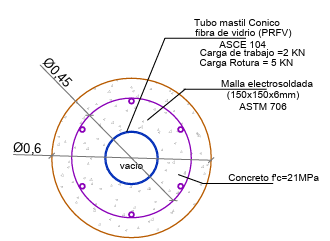 Tubo mastil Conico
fibra de vidrio (PRFV)
ASCE 104
Carga de trabajo =2 KN
Carga Rotura = 5 KN
Ø0,45
Malla electrosoldada
(150x150x6mm)
ASTM 706
Ø0,6
vacio
Concreto f'c=21MPa